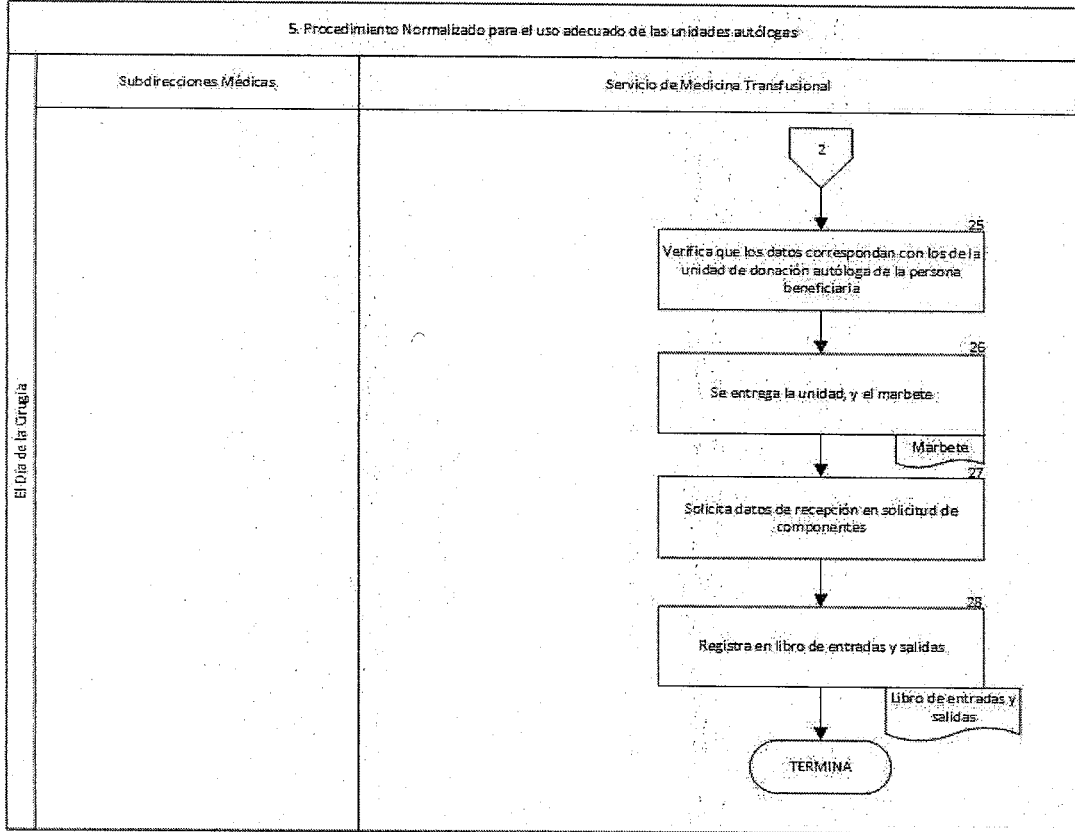 5. Procedimiento Normalizado para el uso adecuado de las unidades autólogas
Subdirecciones Médicas
Servicio de Medicina Transfusional
El Día de la Cirugía
2
25
Verifica que los datos correspondan con los de la
unidad de donación autóloga de la persona
beneficiaria
26
Se entrega la unidad, y el marbete
Marbete
27
Solicita datos de recepción en solicitud de
componentes
28
Registra en libro de entradas y salidas
Libro de entradas y
salidas
TERMINA